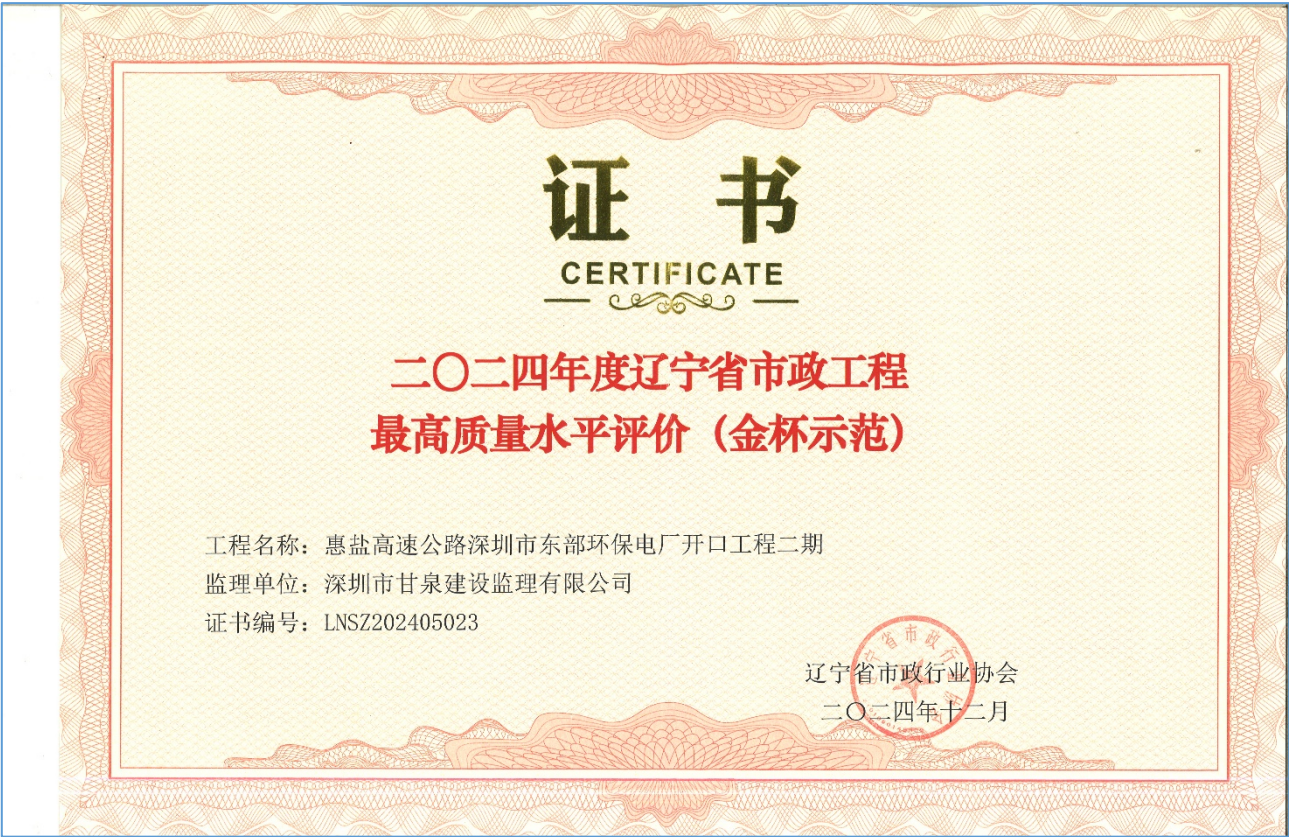 证 书
CERTIFICATE
二〇二四年度辽宁省市政工程
最高质量水平评价（金杯示范）
工程名称：惠盐高速公路深圳市东部环保电厂开口工程二期
监理单位：深圳市甘泉建设监理有限公司
证书编号：LNSZ202405023
辽宁省市政行业协会
二〇二四年十二月